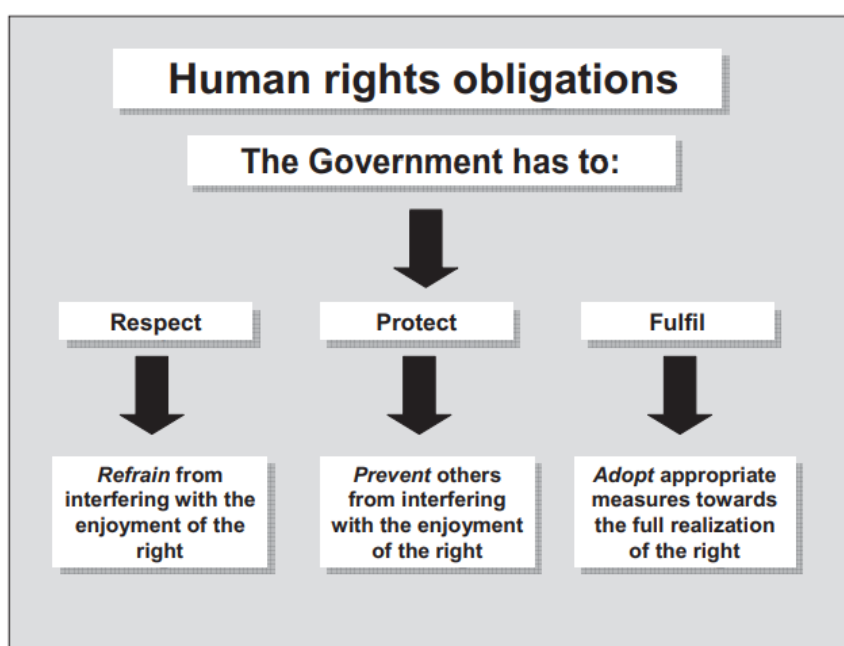 Human rights obligations
The Government has to:
Respect
Protect
Fulfil
Refrain from
interfering with the
enjoyment of the
right
Prevent others
from interfering
with the enjoyment
of the right
Adopt appropriate
measures towards
the full realization
of the right